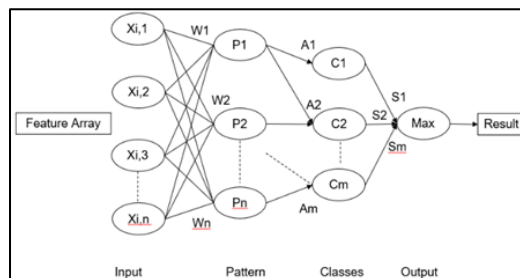 Xi,1
W1
P1
A1
C1
S1
Xi,2
W2
P2
A2
C2
S2
Max
Result
Feature Array
Sm
Xi,3
Cm
Am
Xi,n
Wn
Pn
Input
Pattern
Classes
Output